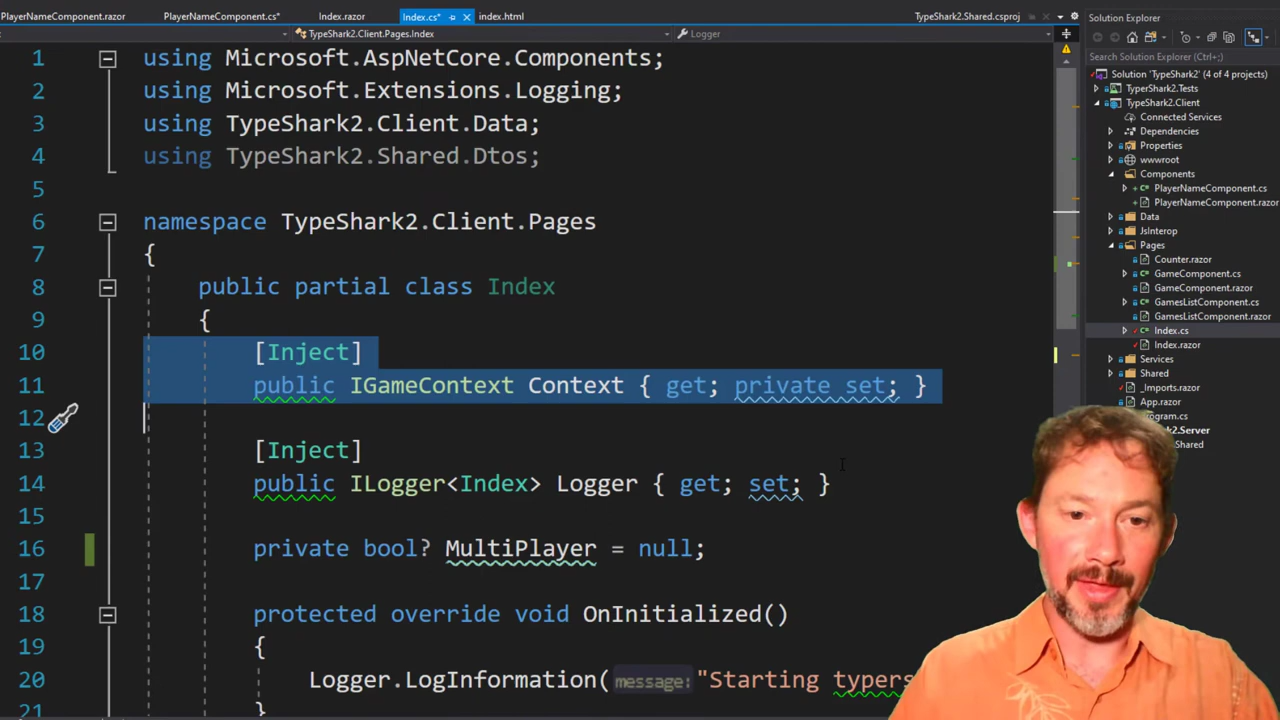 PlayerNameComponent.razor
PlayerNameComponent.cs*
Index.razor
Index.cs*
index.html
TypeShark2.Shared.csproj
TypeShark2.Client.Pages.Index
Logger
1 using Microsoft.AspNetCore.Components;
2 using Microsoft.Extensions.Logging;
3 using TypeShark2.Client.Data;
4 using TypeShark2.Shared.Dtos;
5
6 namespace TypeShark2.Client.Pages
7 {
8 public partial class Index
9 {
10 [Inject]
11 public IGameContext Context { get; private set; }
12
13 [Inject]
14 public ILogger<Index> Logger { get; set; }
15
16 private bool? MultiPlayer = null;
17
18 protected override void OnInitialized()
19 {
20 Logger.LogInformation(message: "Starting typers
21 }
Solution Explorer
Search Solution Explorer (Ctrl+;)
Solution 'TypeShark2' (4 of 4 projects)
TyperShark2.Tests
TypeShark2.Client
Connected Services
Dependencies
Properties
wwwroot
Components
PlayerNameComponent.cs
PlayerNameComponent.razor
Data
JsInterop
Pages
Counter.razor
GameComponent.cs
GameComponent.razor
GamesListComponent.cs
GamesListComponent.razor
Index.cs
Index.razor
Services
Shared
_Imports.razor
App.razor
rogram.cs
k2.Server
Shared